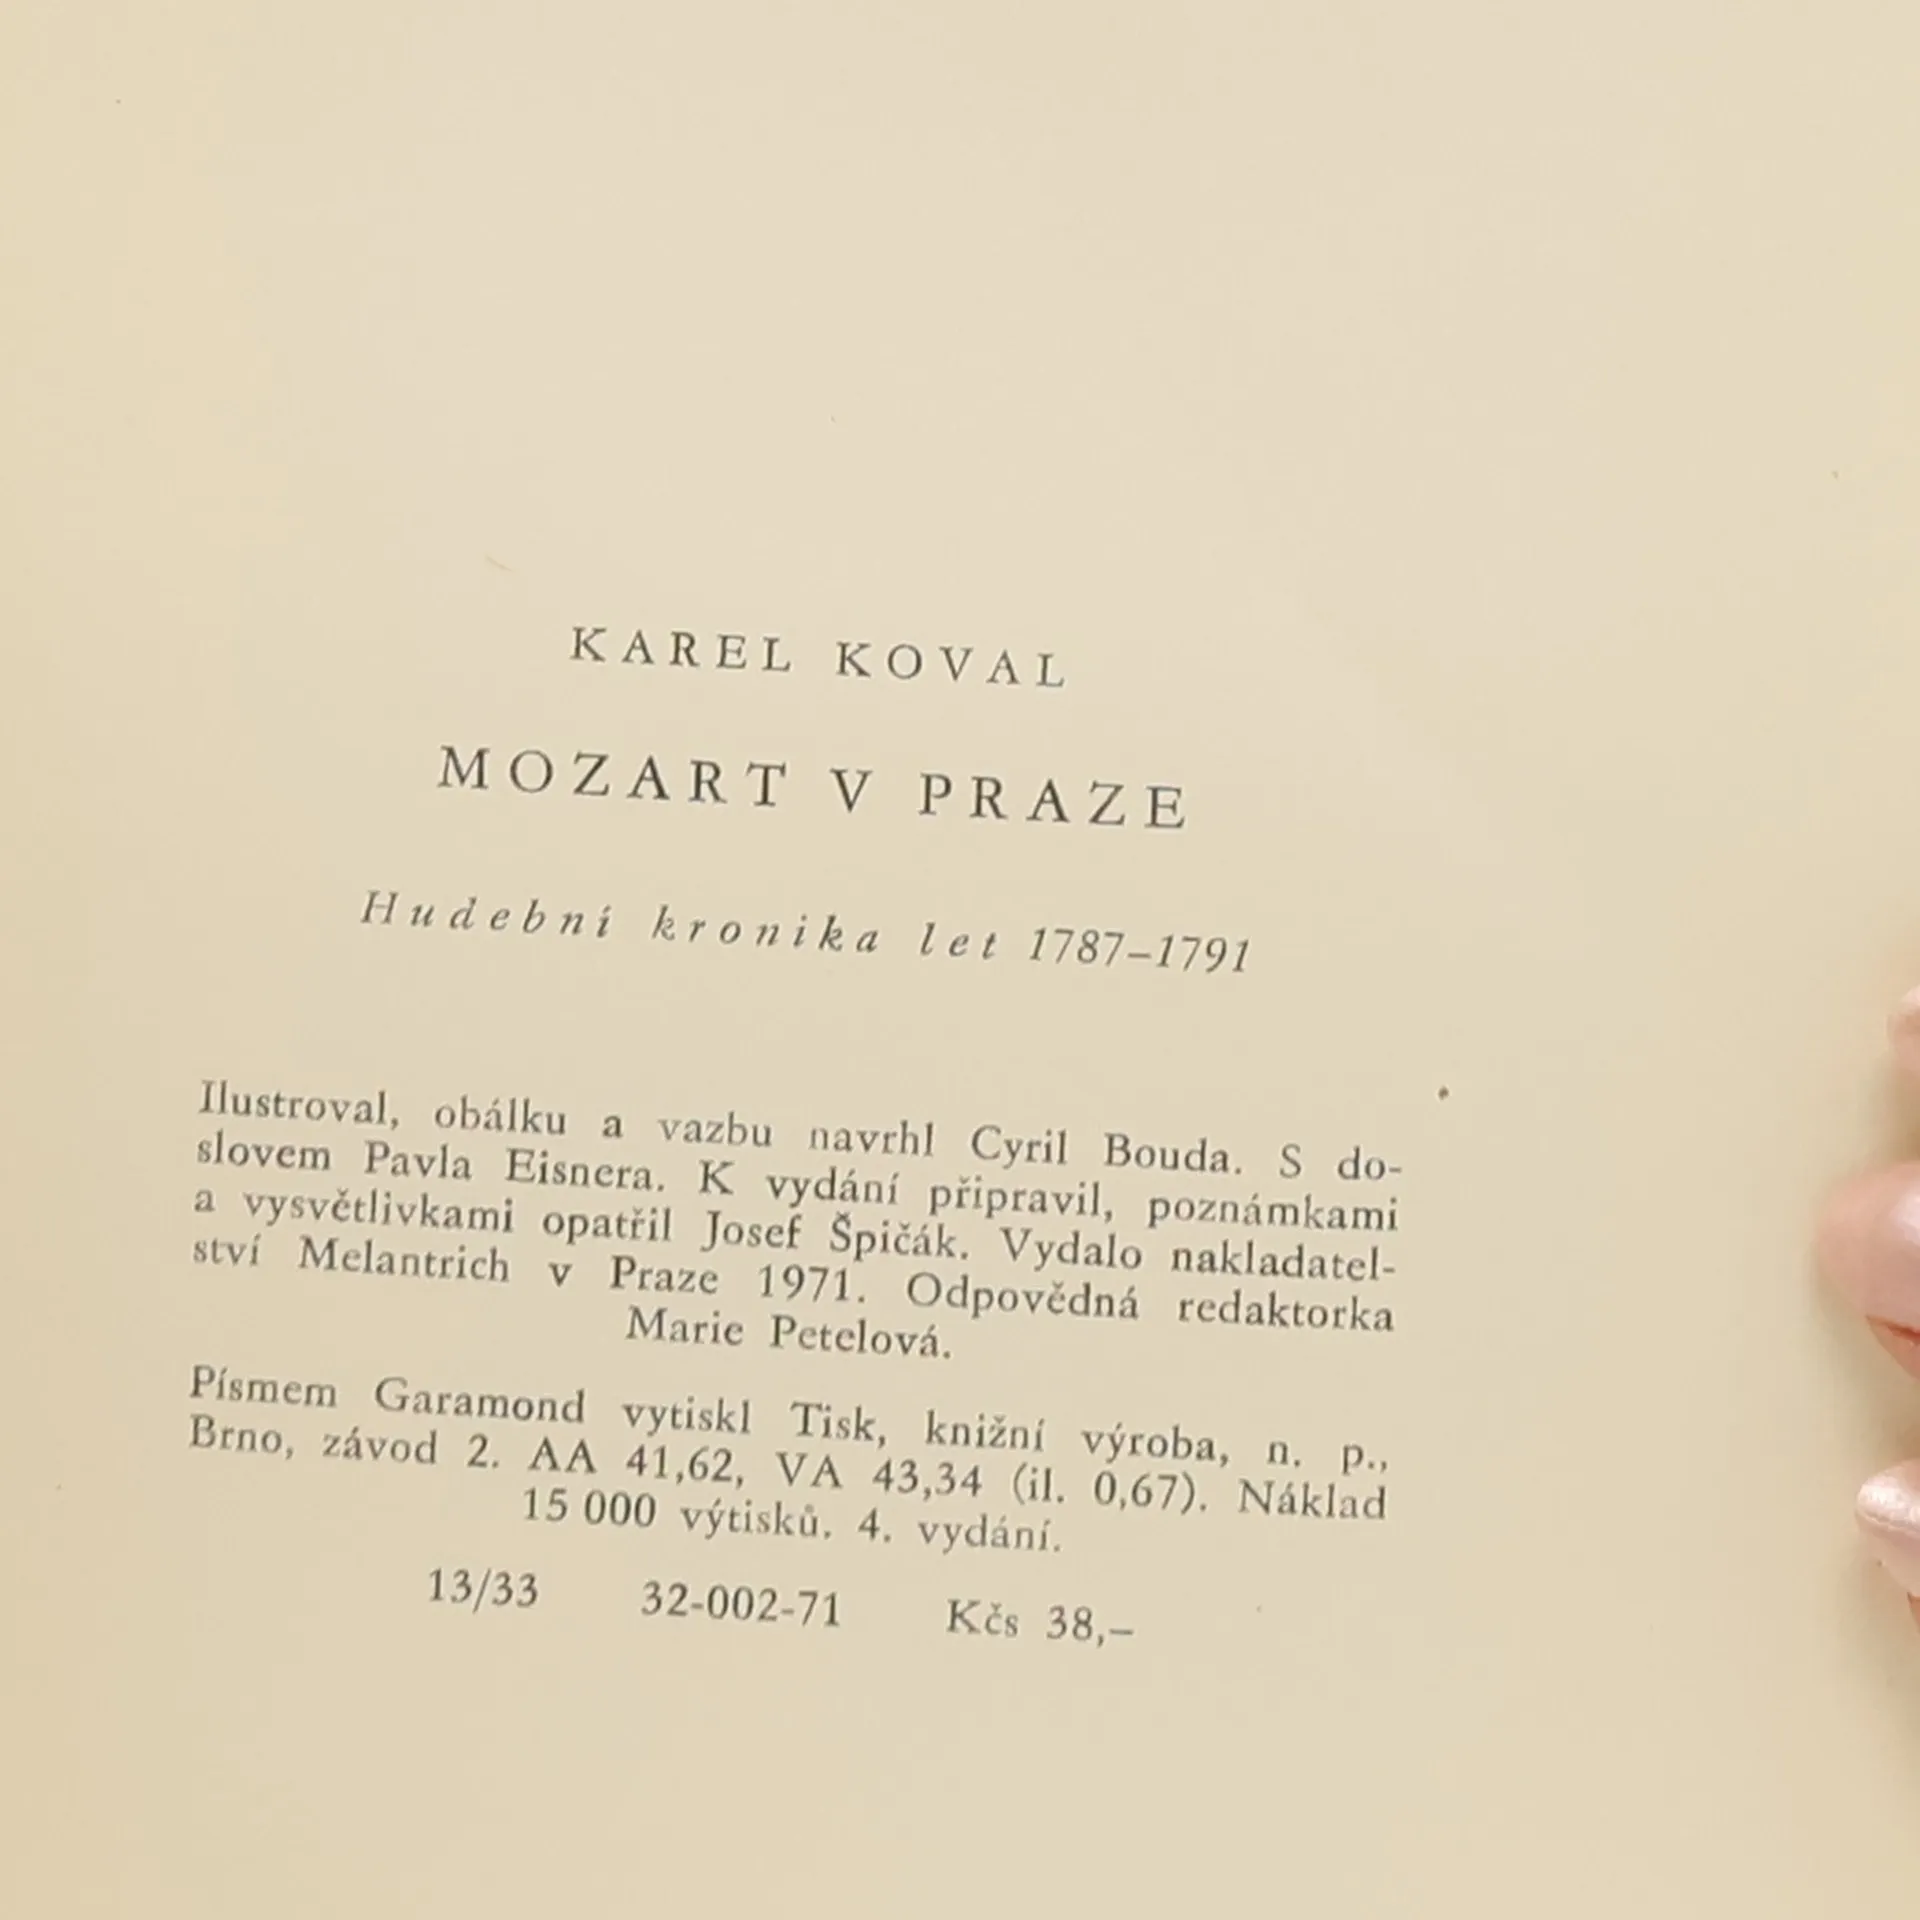 KAREL KOVAL
MOZART V PRAZE
Hudební kronika let 1787–1791
Ilustroval, obálku a vazbu navrhl Cyril Bouda. S do-
slovem Pavla Eisnera. K vydání připravil, poznámkami
a vysvětlivkami opatřil Josef Špičák. Vydalo nakladatel-
ství Melantrich v Praze 1971. Odpovědná redaktorka
Marie Petelová.
Písmem Garamond vytiskl Tisk, knižní výroba, n. p.,
Brno, závod 2. AA 41,62, VA 43,34 (il. 0,67). Náklad
15 000 výtisků. 4. vydání.
13/33 32-002-71 Kčs 38,–